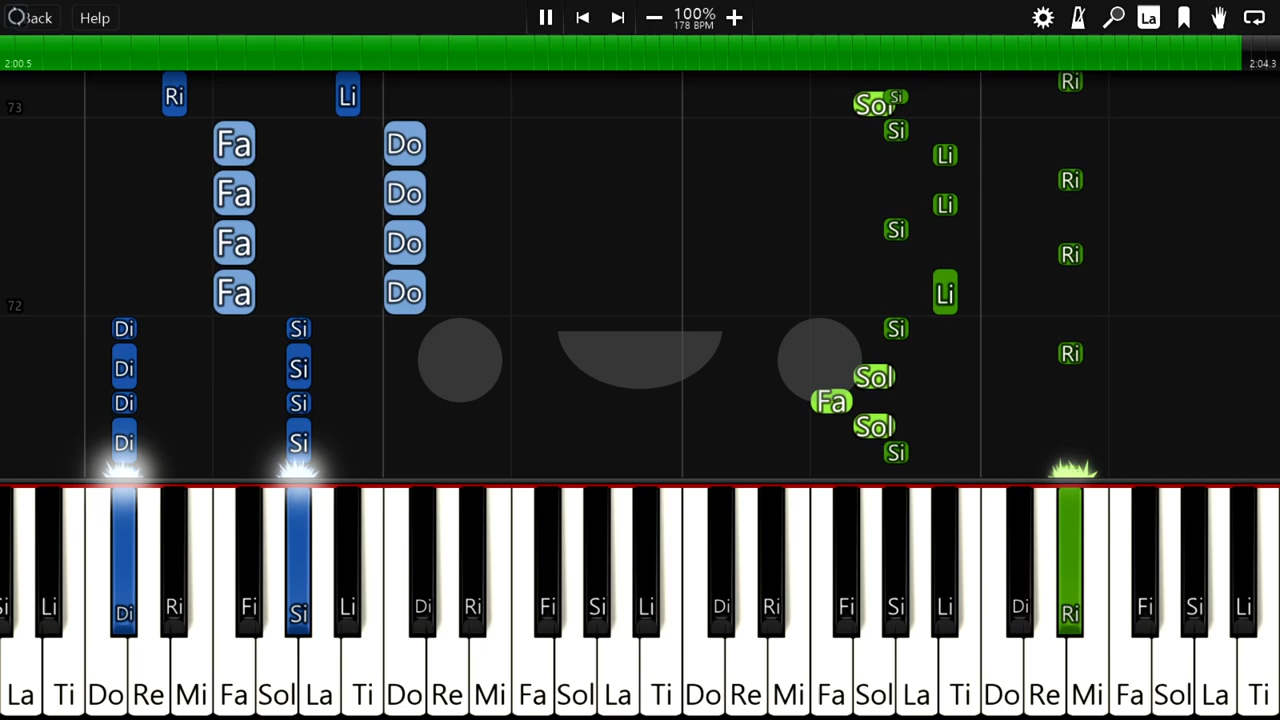 Back Help 100% La
178 BPM
2:00.5 2:04.3
Ri
73 Ri Li Sol Si
Fa Do Si
Li
Fa Do Ri
Li
Fa Do Si
Ri
72 Fa Do Li
Di Si Si
Ri
Di Si Sol
Di Si Fa
Sol
Di Si Si
Si Li Di Ri Fi Si Li Di Ri Fi Si Li Di Ri Fi Si Li Di Ri Fi Si Li
La Ti Do Re Mi Fa Sol La Ti Do Re Mi Fa Sol La Ti Do Re Mi Fa Sol La Ti Do Re Mi Fa Sol La Ti